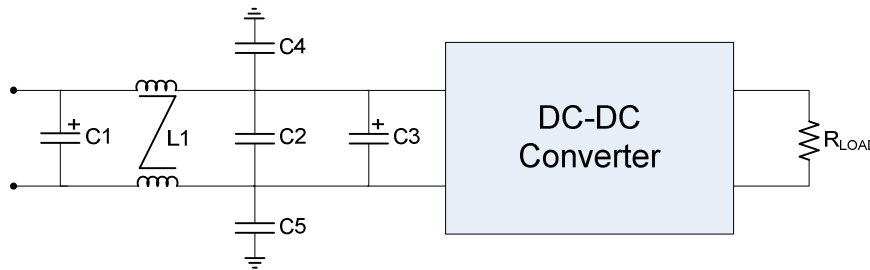 C4
C1
+
L1
C2
+
C3
DC-DC
Converter
RLOAD
C5